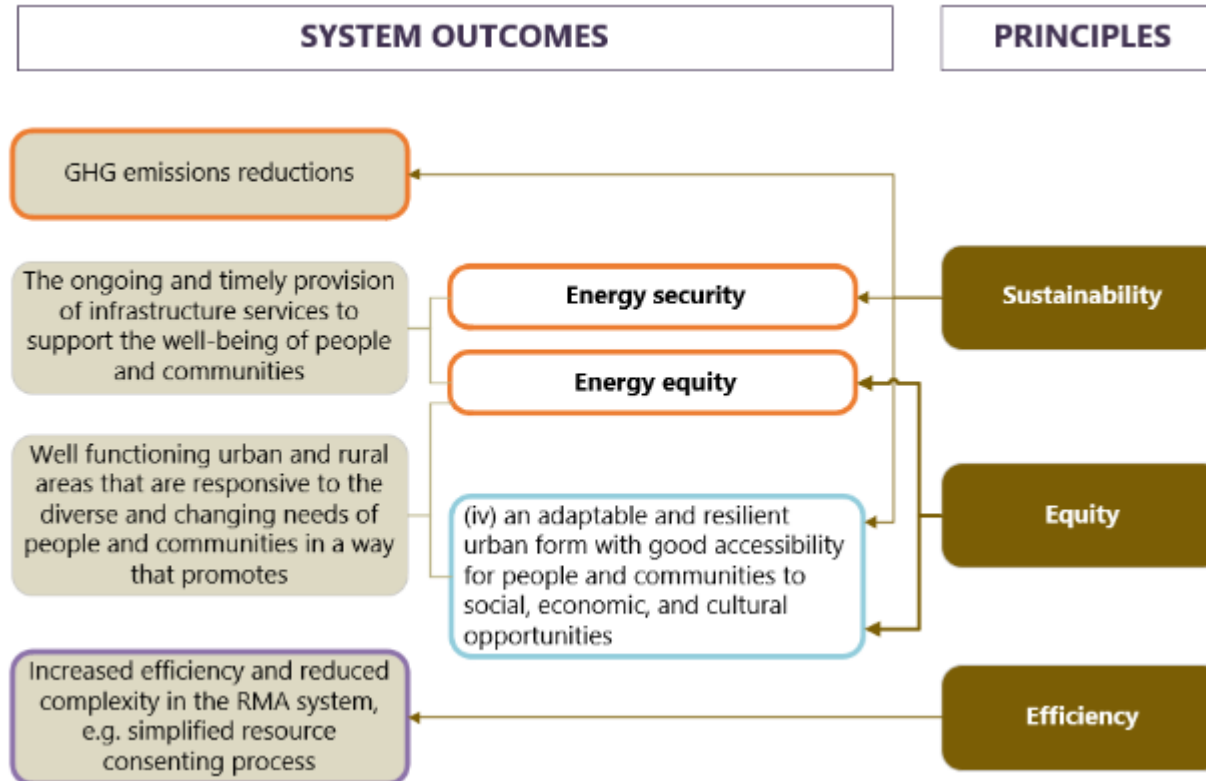 SYSTEM OUTCOMES
PRINCIPLES
GHG emissions reductions
The ongoing and timely provision
of infrastructure services to
support the well-being of people
and communities
Energy security
Sustainability
Energy equity
Well functioning urban and rural
areas that are responsive to the
diverse and changing needs of
people and communities in a way
that promotes
(iv) an adaptable and resilient
urban form with good accessibility
for people and communities to
social, economic, and cultural
opportunities
Equity
Increased efficiency and reduced
complexity in the RMA system,
e.g. simplified resource
consenting process
Efficiency